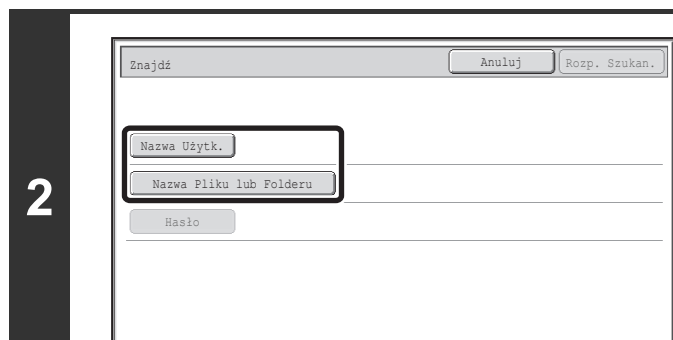 2
Znajdź Anuluj Rozp. Szukan.
Nazwa Użytk.
Nazwa Pliku lub Folderu
Hasło